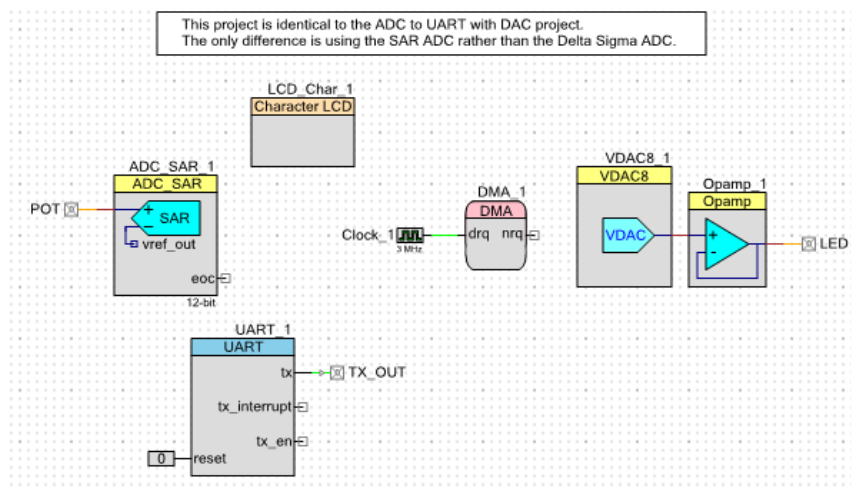 This project is identical to the ADC to UART with DAC project.
The only difference is using the SAR ADC rather than the Delta Sigma ADC.
LCD_Char_1
Character LCD
ADC_SAR_1
ADC_SAR
POT
+
SAR
-
vref_out
eoc
12-bit
Clock_1
3 MHz
DMA_1
DMA
drq nrq
VDAC8_1
VDAC8
VDAC
Opamp_1
Opamp
+
-
LED
UART_1
UART
tx
TX_OUT
tx_interrupt
tx_en
0
reset